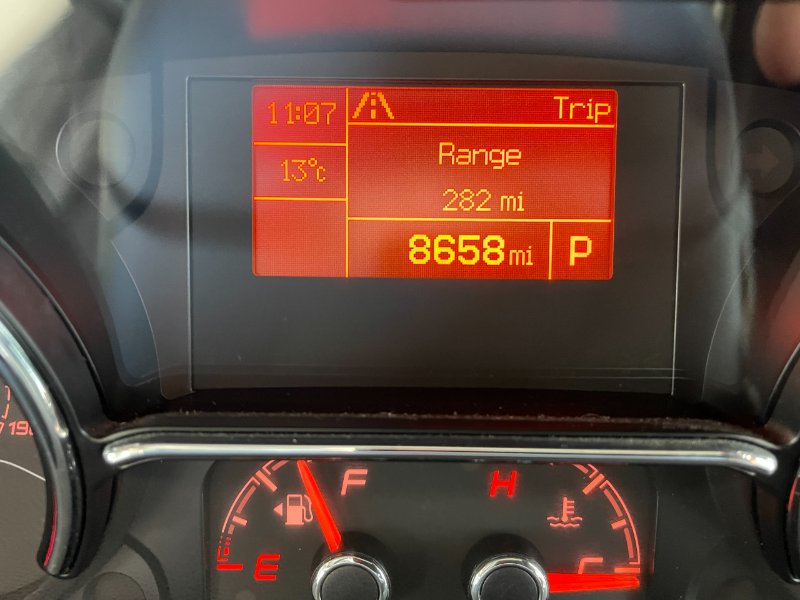 11:07
Trip
13°C
Range
282 mi
8658 mi
P
F
H
E
C